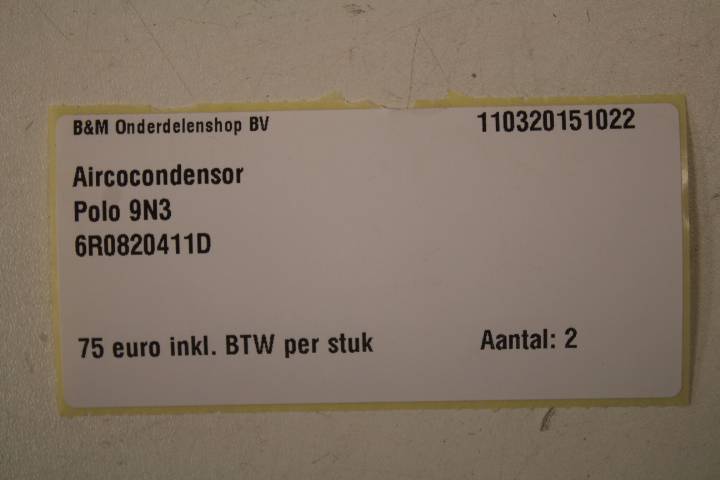 B&M Onderdelenshop BV 110320151022
Aircocondensor
Polo 9N3
6R0820411D
75 euro inkl. BTW per stuk Aantal: 2